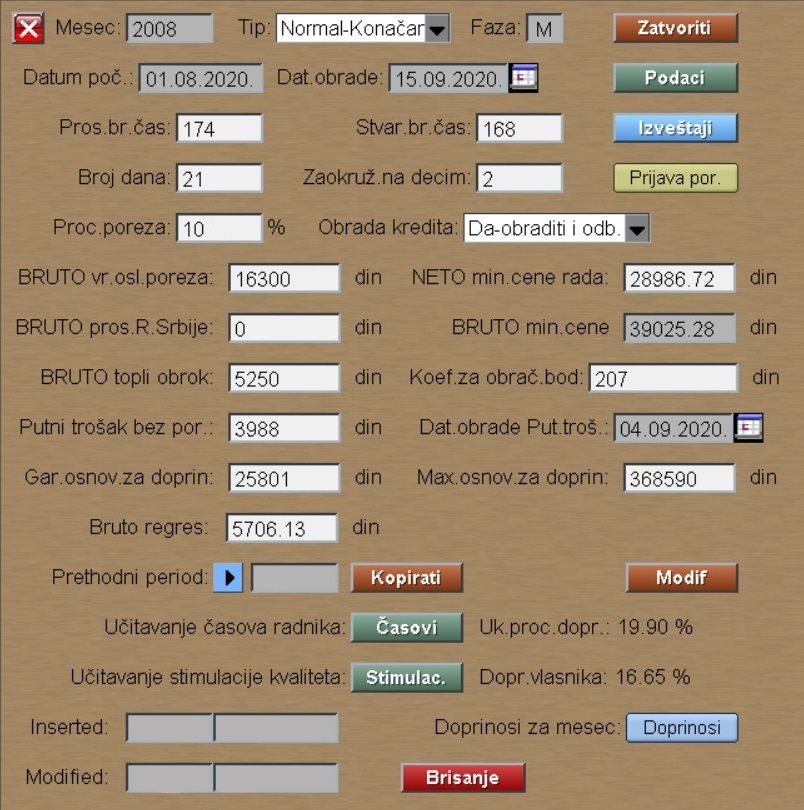 Mesec: 2008 Tip: Normal-Konačar Faza: M Zatvoriti
Datum poč.: 01.08.2020. Dat.obrade: 15.09.2020. Podaci
Pros.br.čas: 174 Stvar.br.čas: 168 Izveštaji
Broj dana: 21 Zaokruž.na decim: 2 Prijava por.
Proc.poreza: 10 % Obrada kredita: Da-obraditi i odb.
BRUTO vr.osl.poreza: 16300 din NETO min.cene rada: 28986.72 din
BRUTO pros.R.Srbije: 0 din BRUTO min.cene 39025.28 din
BRUTO topli obrok: 5250 din Koef.za obrač.bod: 207 din
Putni trošak bez por.: 3988 din Dat.obrade Put.troš.: 04.09.2020.
Gar.osnov.za doprin: 25801 din Max.osnov.za doprin: 368590 din
Bruto regres: 5706.13 din
Prethodni period: Kopirati Modif
Učitavanje časova radnika: Časovi Uk.proc.dopr.: 19.90 %
Učitavanje stimulacije kvaliteta: Stimulac. Dopr.vlasnika: 16.65 %
Inserted: Doprinosi za mesec: Doprinosi
Modified: Brisanje